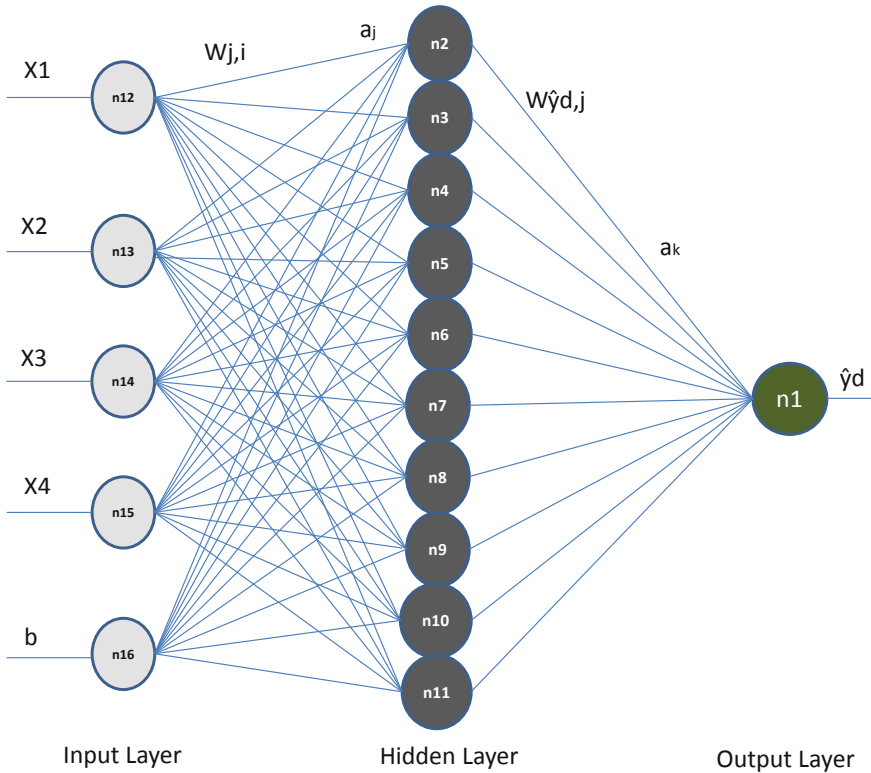 X1
X2
X3
X4
b
n12
n13
n14
n15
n16
Wj,i
aj
n2
n3
n4
n5
n6
n7
n8
n9
n10
n11
Wŷd,j
ak
n1
ŷd
Input Layer
Hidden Layer
Output Layer